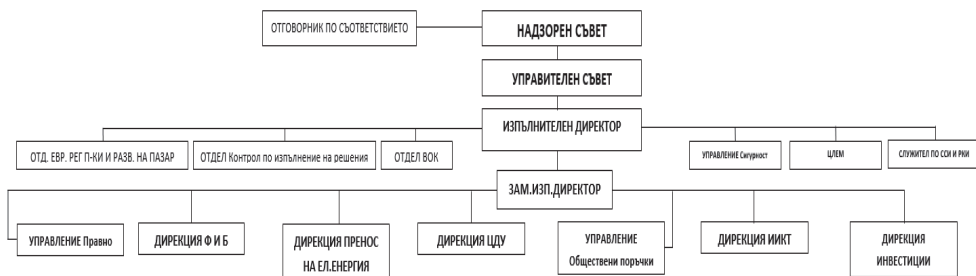 ОТГОВОРНИК ПО СЪОТВЕТСТВИЕТО
НАДЗОРЕН СЪВЕТ
УПРАВИТЕЛЕН СЪВЕТ
ИЗПЪЛНИТЕЛЕН ДИРЕКТОР
ОТД. ЕВР. РЕГ П-КИ И РАЗВ. НА ПАЗАР
ОТДЕЛ Контрол по изпълнение на решения
ОТДЕЛ ВОК
УПРАВЛЕНИЕ Сигурност
ЦЛЕМ
СЛУЖИТЕЛ ПО ССИ И РКИ
ЗАМ.ИЗП.ДИРЕКТОР
УПРАВЛЕНИЕ Правно
ДИРЕКЦИЯ Ф И Б
ДИРЕКЦИЯ ПРЕНОС
НА ЕЛ.ЕНЕРГИЯ
ДИРЕКЦИЯ ЦДУ
УПРАВЛЕНИЕ
Обществени поръчки
ДИРЕКЦИЯ ИИКТ
ДИРЕКЦИЯ
ИНВЕСТИЦИИ